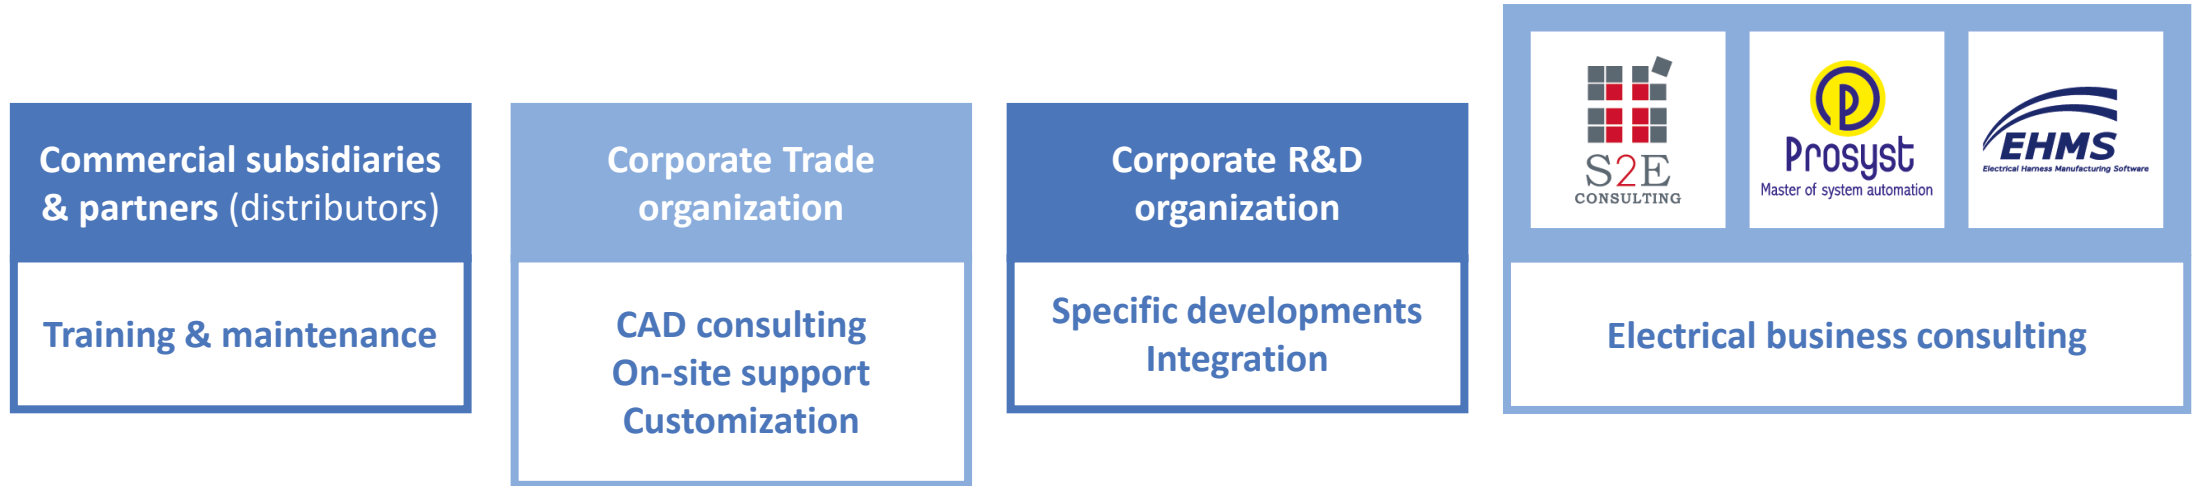 Commercial subsidiaries
& partners (distributors)
Training & maintenance
Corporate Trade
organization
CAD consulting
On-site support
Customization
Corporate R&D
organization
Specific developments
Integration
S2E
CONSULTING
p
Prosyst
Master of system automation
EHMS
Electrical Harness Manufacturing Software
Electrical business consulting